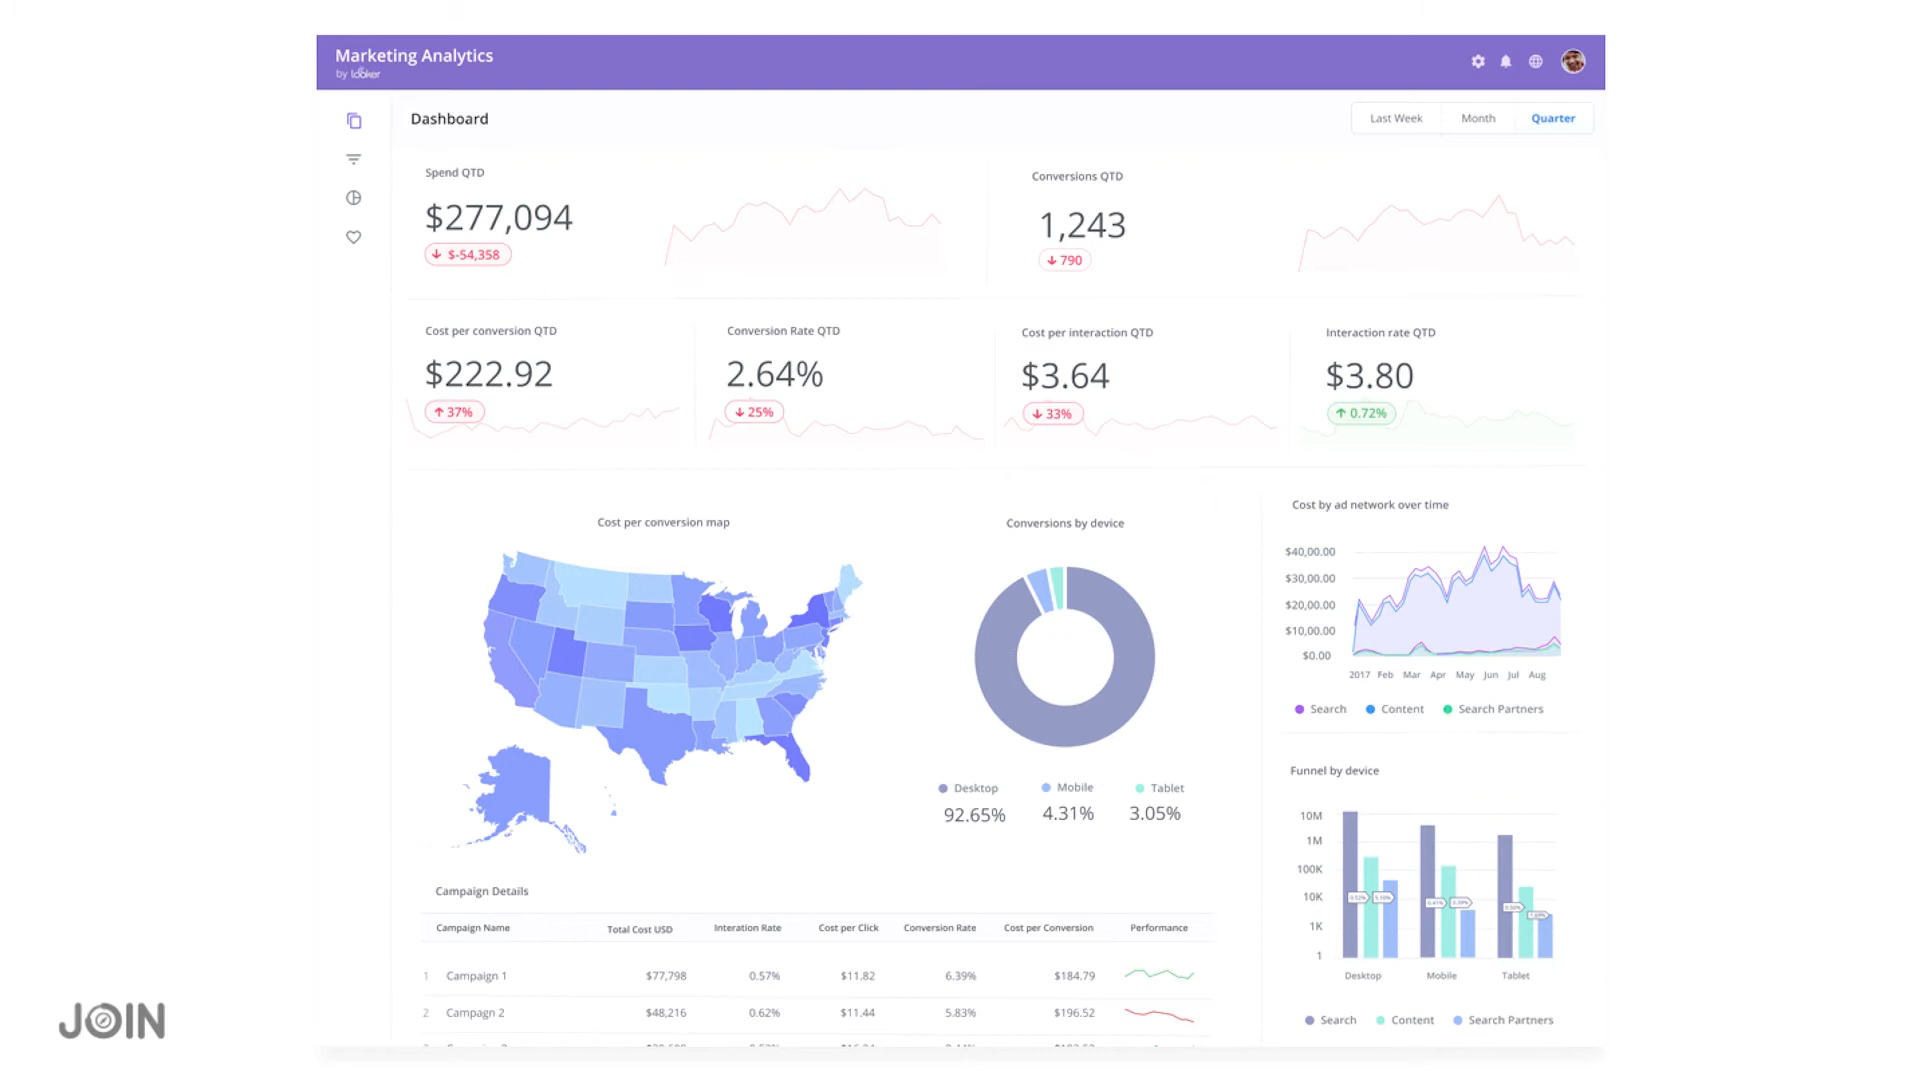 Marketing Analytics
by looker
Dashboard
Last Week Month Quarter
Spend QTD
$277,094
$-54,358
Conversions QTD
1,243
790
Cost per conversion QTD
$222.92
37%
Conversion Rate QTD
2.64%
25%
Cost per interaction QTD
$3.64
33%
Interaction rate QTD
$3.80
0.72%
Cost per conversion map
Conversions by device
Desktop Mobile Tablet
92.65% 4.31% 3.05%
Cost by ad network over time
$40,00.00
$30,00.00
$20,00.00
$10,00.00
$0.00
2017 Feb Mar Apr May Jun Jul Aug
Search Content Search Partners
Funnel by device
10M
1M
100K
10K
1K
1
Desktop Mobile Tablet
Search Content Search Partners
Campaign Details
Campaign Name Total Cost USD Interation Rate Cost per Click Conversion Rate Cost per Conversion Performance
1 Campaign 1 $77,798 0.57% $11.82 6.39% $184.79
2 Campagn 2 $48,216 0.62% $11.44 5.83% $196.52
JOIN